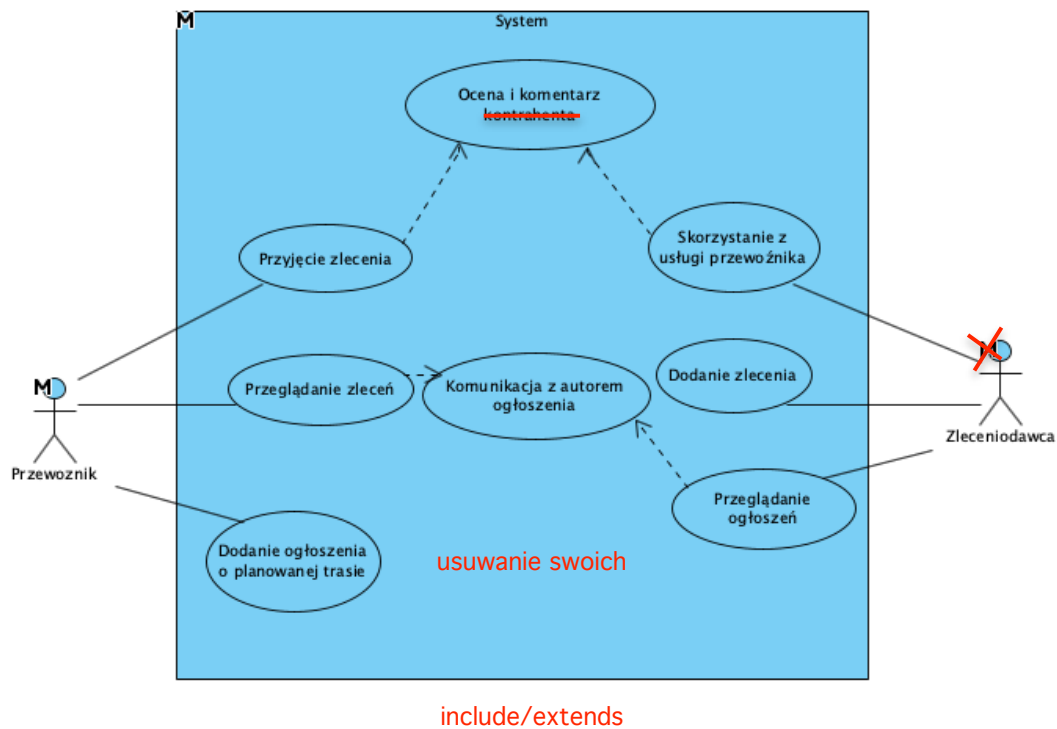 M
System
Ocena i komentarz
kontrahenta
Przyjęcie zlecenia
Skorzystanie z
usługi przewoźnika
M
Przeglądanie zleceń
Komunikacja z autorem
ogłoszenia
Dodanie zlecenia
M
Przewoznik
Zleceniodawca
Przeglądanie
ogłoszeń
Dodanie ogłoszenia
o planowanej trasie
usuwanie swoich
include/extends